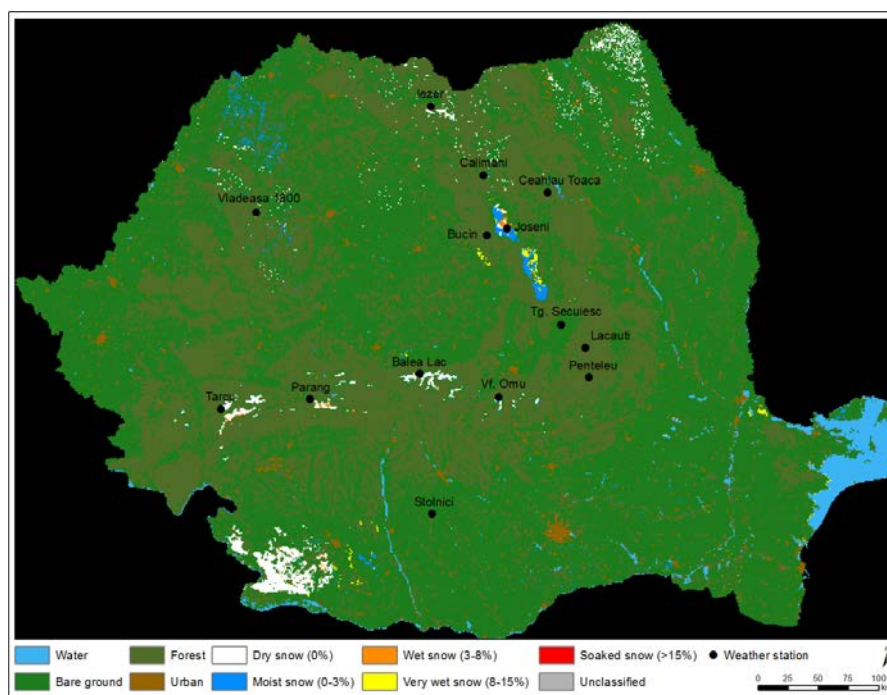 Iezer
Calimani
Ceahlau Toaca
Vladeasa 1800
Joseni
Bucin
Tg. Secuiesc
Lacauti
Balea Lac
Penteleu
Parang
Vf. Omu
Tarcu
Stolnici
Water
Forest
Dry snow (0%)
Wet snow (3-8%)
Soaked snow (>15%)
Weather station
Bare ground
Urban
Moist snow (0-3%)
Very wet snow (8-15%)
Unclassified
0 25 50 100